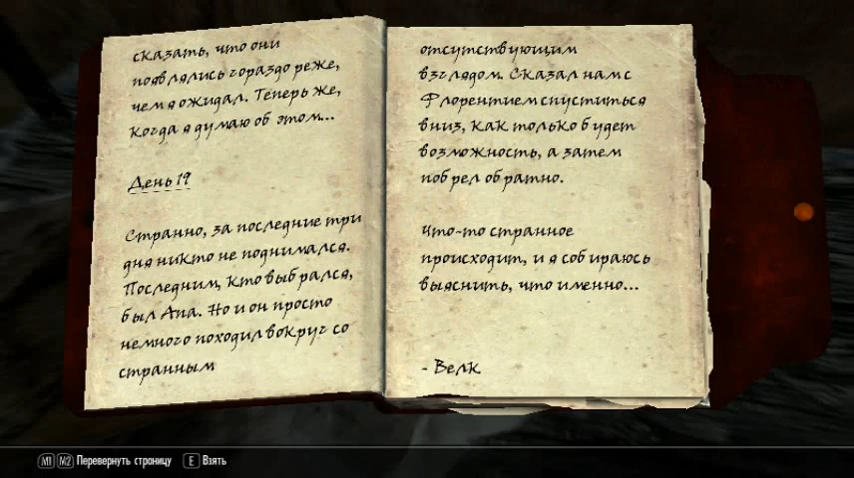 сказать, что они
появлялись гораздо реже,
чем я ожидал. Теперь же,
когда я думаю об этом...
День 19
Странно, за последние три
дня никто не поднимался.
Последним, кто выбрался,
был Апа. Но и он просто
немного походил вокруг со
странным
отсутствующим
взглядом. Сказал нам с
Флорентием спуститься
вниз, как только будет
возможность, а затем
побрел обратно.
Что-то странное
происходит, и я собираюсь
выяснить, что именно...
- Велк
M1 M2 Перевернуть страницу E Взять